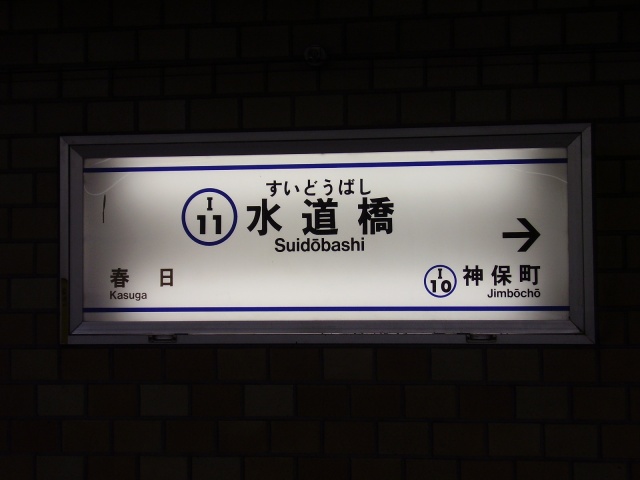 すいどうばし
I 11 水道橋
Suidōbashi
→
春日
Kasuga
I 10 神保町
Jimbōchō